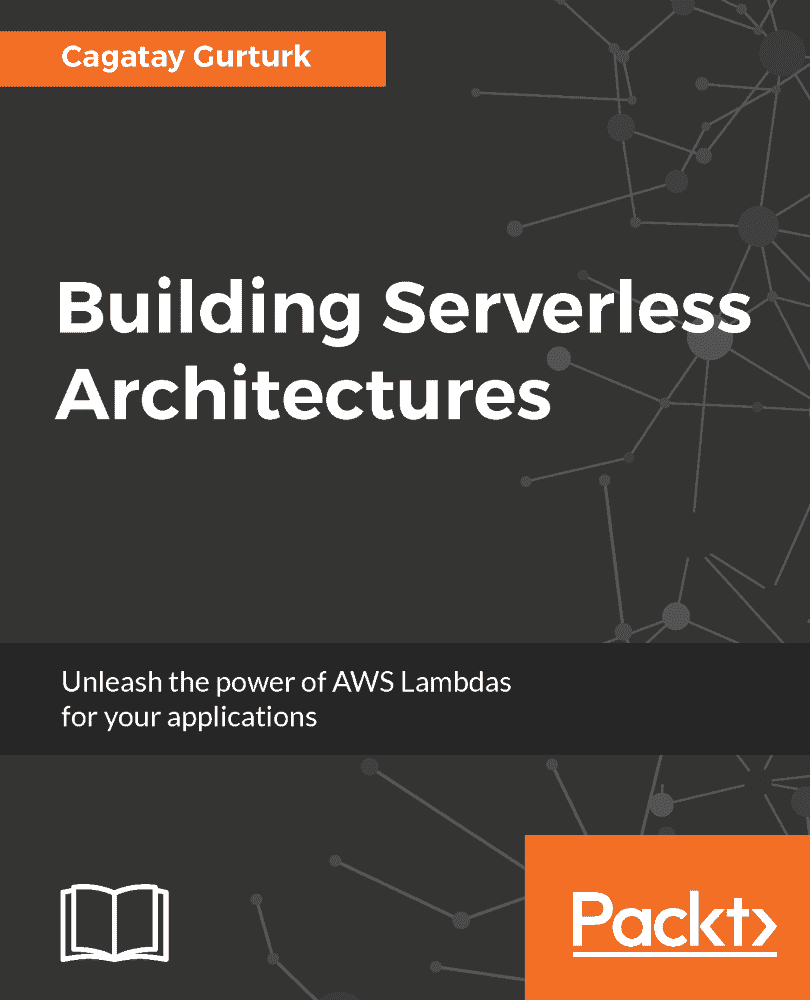 Cagatay Gurturk
Building Serverless
Architectures
Unleash the power of AWS Lambdas
for your applications
Packt>